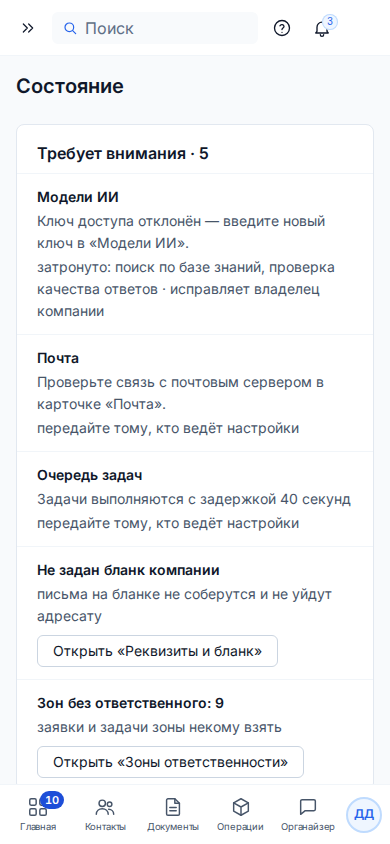 Поиск
3
Состояние
Требует внимания · 5
Модели ИИ
Ключ доступа отклонён — введите новый
ключ в «Модели ИИ».
затронуто: поиск по базе знаний, проверка
качества ответов · исправляет владелец
компании
Почта
Проверьте связь с почтовым сервером в
карточке «Почта».
передайте тому, кто ведёт настройки
Очередь задач
Задачи выполняются с задержкой 40 секунд
передайте тому, кто ведёт настройки
Не задан бланк компании
письма на бланке не соберутся и не уйдут
адресату
Открыть «Реквизиты и бланк»
Зон без ответственного: 9
заявки и задачи зоны некому взять
Открыть «Зоны ответственности»
10
Главная
Контакты
Документы
Операции
Органайзер
ДД